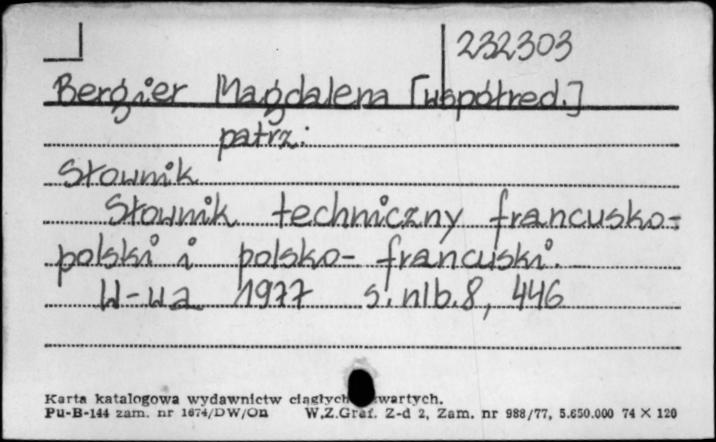 232303
Bergier Magdalena [współred.]
patrz:
Słownik
Słownik techniczny francusko-
polski i polsko-francuski.
W-wa 1977 s. nlb. 8, 446
Karta katalogowa wydawnictw ciągłych zwartych.
Pu-B-144 zam. nr 1674/DW/On W.Z.Graf. Z-d 2, Zam. nr 988/77, 5.650.000 74 × 120